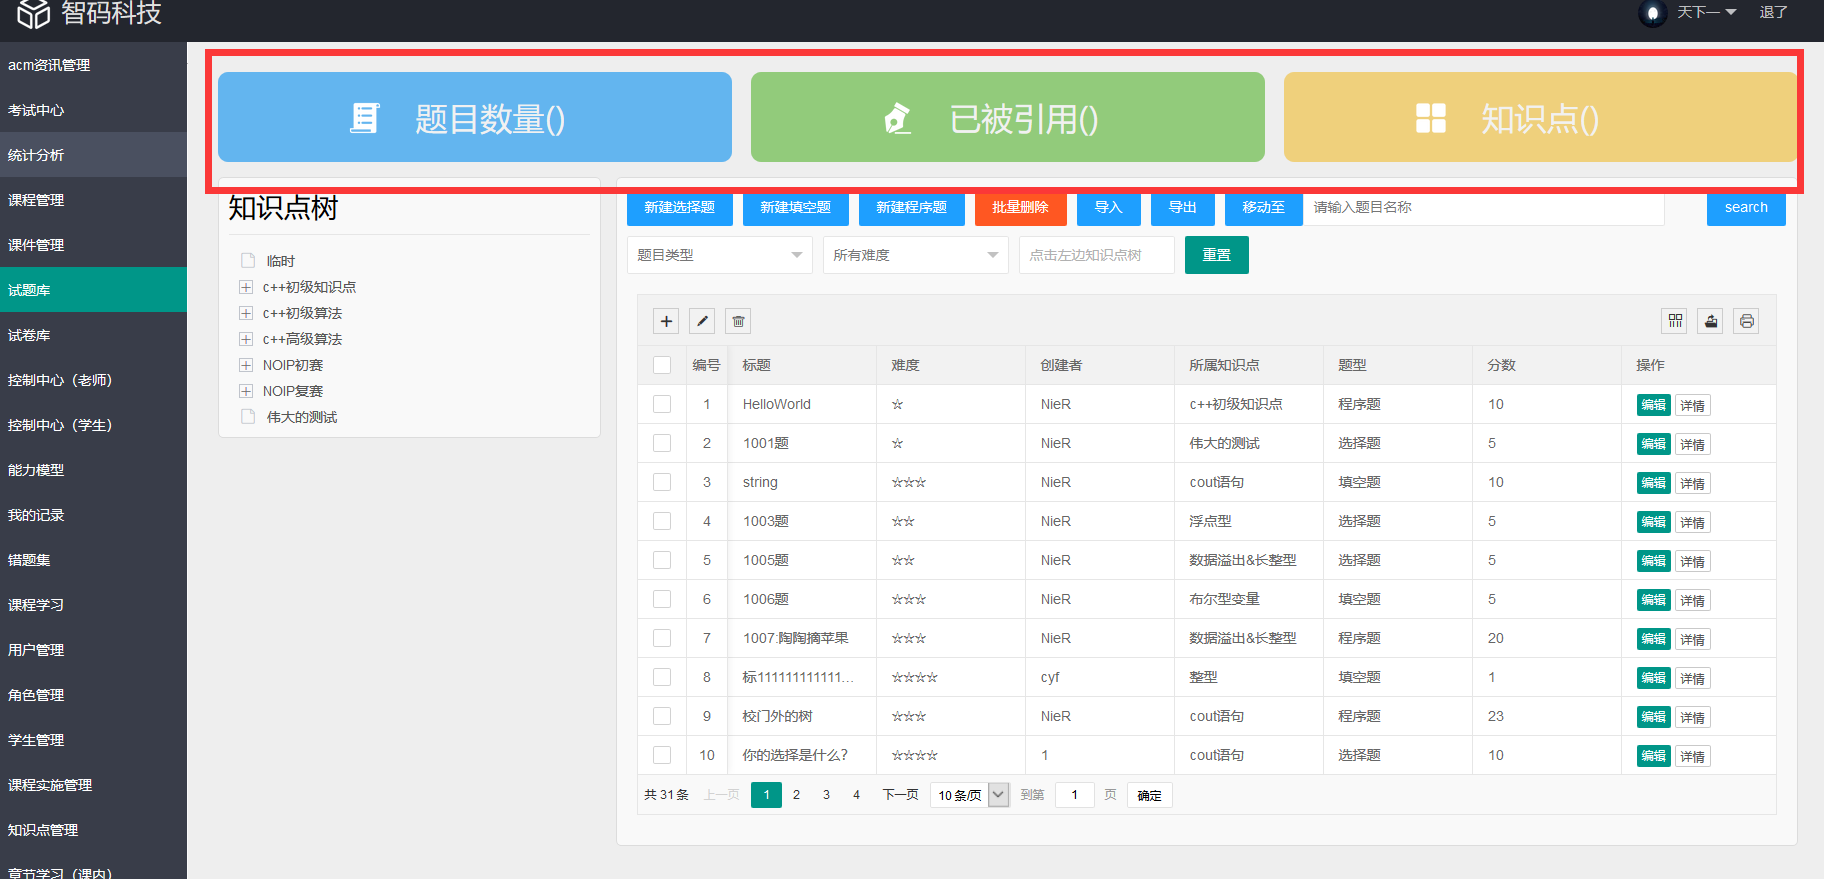 智码科技
天下一
退了
acm资讯管理
考试中心
统计分析
课程管理
课件管理
试题库
试卷库
控制中心（老师）
控制中心（学生）
能力模型
我的记录
错题集
课程学习
用户管理
角色管理
学生管理
课程实施管理
知识点管理
章节学习（课内）
题目数量()
已被引用()
知识点()
知识点树
临时
c++初级知识点
c++初级算法
c++高级算法
NOIP初赛
NOIP复赛
伟大的测试
新建选择题 新建填空题 新建程序题 批量删除 导入 导出 移动至 请输入题目名称 search
题目类型 所有难度 点击左边知识点树 重置
编号 标题 难度 创建者 所属知识点 题型 分数 操作
1 HelloWorld ☆ NieR c++初级知识点 程序题 10 编辑 详情
2 1001题 ☆ NieR 伟大的测试 选择题 5 编辑 详情
3 string ☆☆☆ NieR cout语句 填空题 10 编辑 详情
4 1003题 ☆☆ NieR 浮点型 选择题 5 编辑 详情
5 1005题 ☆☆ NieR 数据溢出&长整型 选择题 5 编辑 详情
6 1006题 ☆☆☆ NieR 布尔型变量 填空题 5 编辑 详情
7 1007:陶陶摘苹果 ☆☆☆ NieR 数据溢出&长整型 程序题 20 编辑 详情
8 标111111111111... ☆☆☆☆ cyf 整型 填空题 1 编辑 详情
9 校门外的树 ☆☆☆ NieR cout语句 程序题 23 编辑 详情
10 你的选择是什么? ☆☆☆☆ 1 cout语句 选择题 10 编辑 详情
共 31 条 上一页 1 2 3 4 下一页 10 条/页 到第 1 页 确定